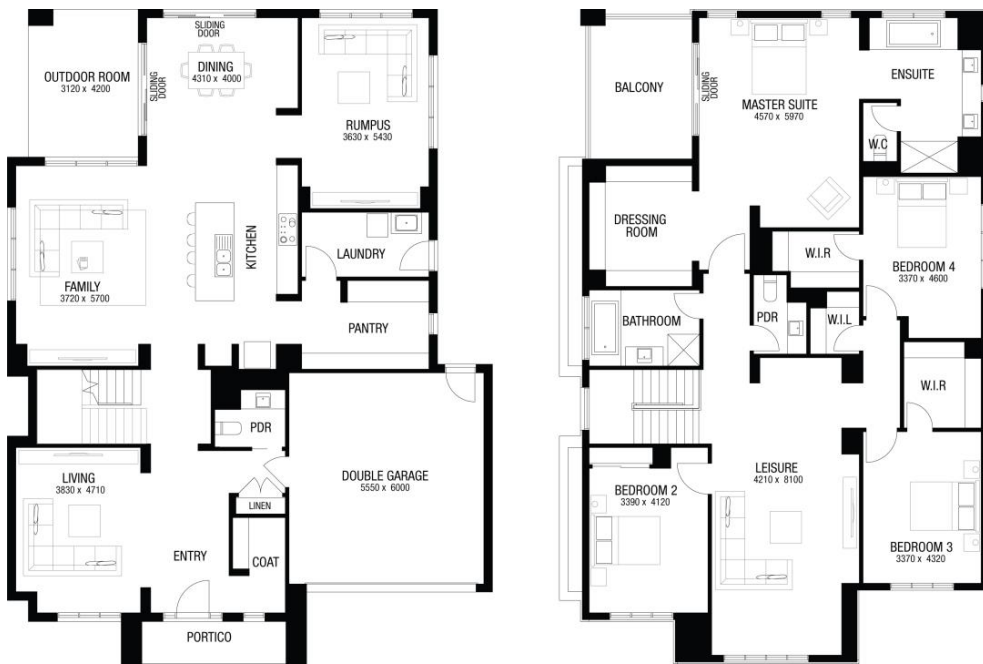 OUTDOOR ROOM
3120 x 4200
SLIDING
DOOR
SLIDING DOOR
DINING
4310 x 4000
RUMPUS
3630 x 5430
FAMILY
3720 x 5700
KITCHEN
LAUNDRY
PANTRY
PDR
LIVING
3830 x 4710
LINEN
DOUBLE GARAGE
5550 x 6000
ENTRY
COAT
PORTICO
BALCONY
SLIDING DOOR
MASTER SUITE
4570 x 5970
ENSUITE
W.C
DRESSING
ROOM
W.I.R
BEDROOM 4
3370 x 4600
BATHROOM
PDR
W.I.L
W.I.R
BEDROOM 2
3390 x 4120
LEISURE
4210 x 8100
BEDROOM 3
3370 x 4320